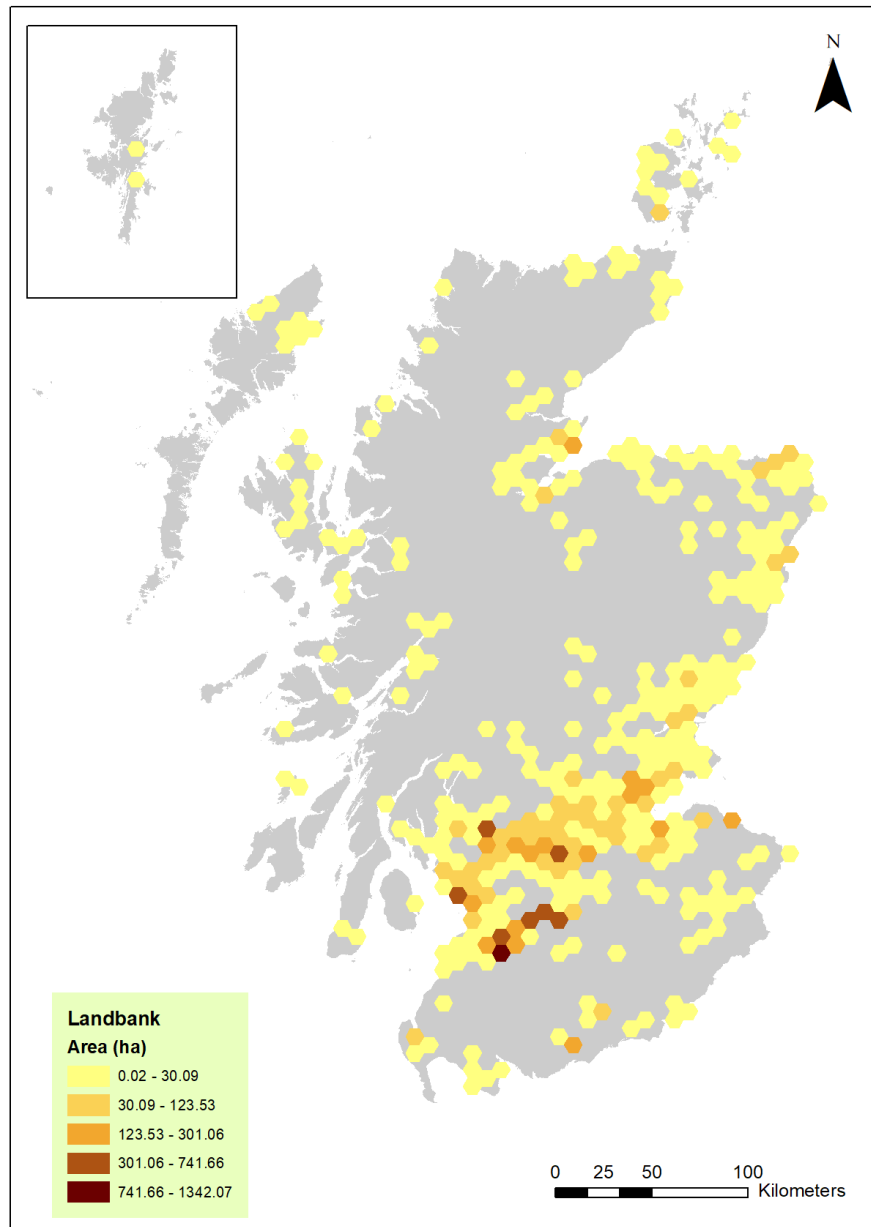 N
Landbank
Area (ha)
0.02 - 30.09
30.09 - 123.53
123.53 - 301.06
301.06 - 741.66
741.66 - 1342.07
0 25 50 100
Kilometers